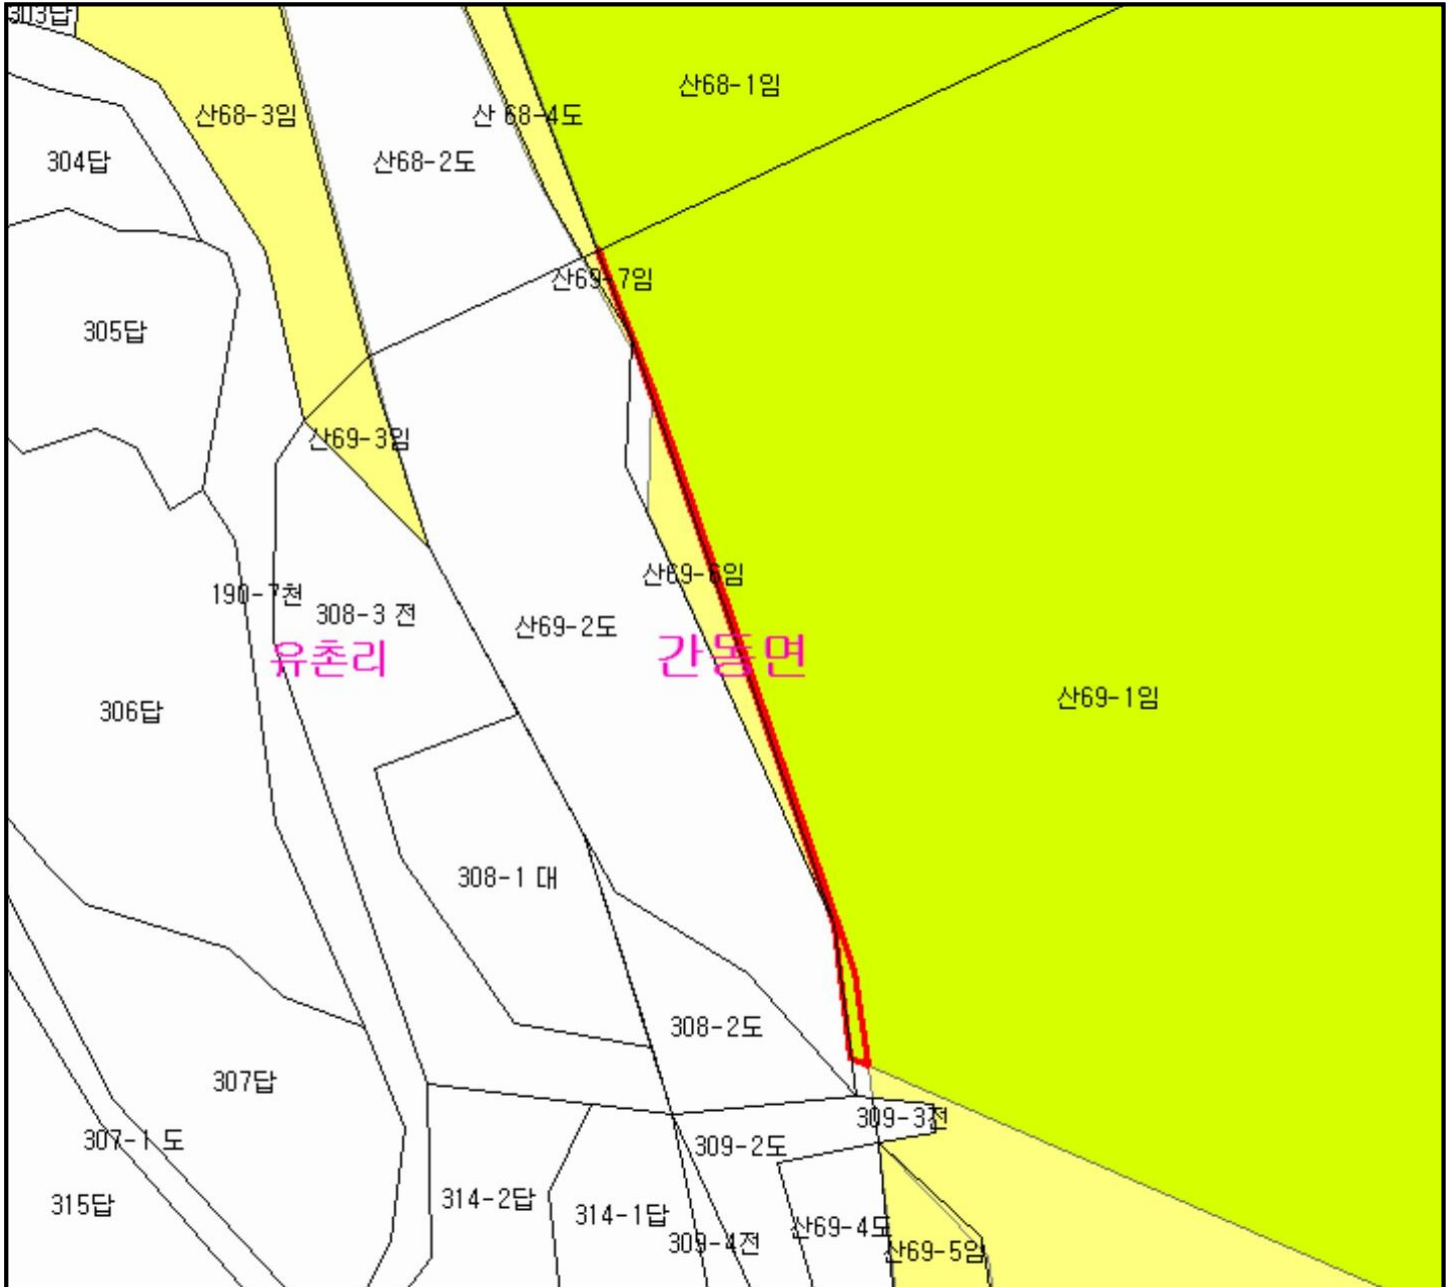 303답
산68-1임
산68-3임
산 68-4도
304답
산68-2도
산69-7임
305답
산69-3임
산69-6임
190-7천
308-3 전
산69-2도
유촌리
간동면
산69-1임
306답
308-1 대
308-2도
307답
309-3전
307-1 도
309-2도
315답
314-2답
314-1답
산69-4도
309-4전
산69-5임